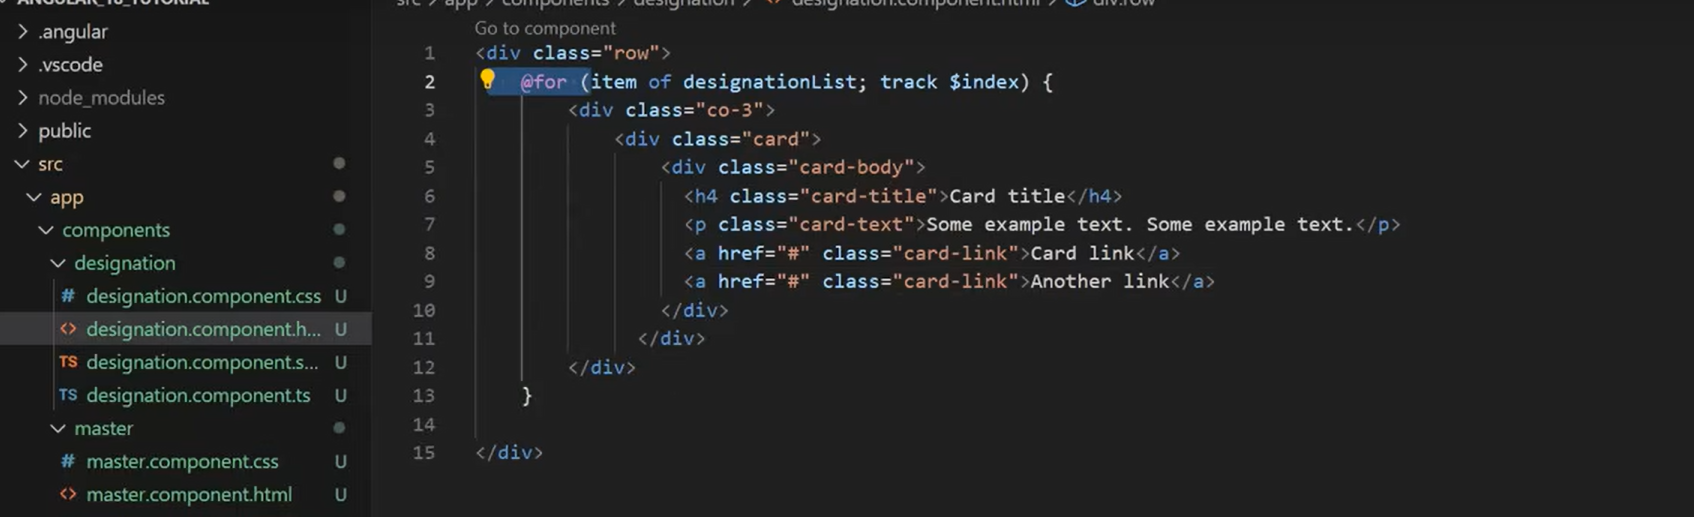 ANGULAR_18_TUTORIAL
.angular
.vscode
node_modules
public
src
app
components
designation
designation.component.css U
designation.component.h... U
designation.component.s... U
designation.component.ts U
master
master.component.css U
master.component.html U
src > app > components > designation > designation.component.html > div.row
Go to component
1 <div class="row">
2 @for (item of designationList; track $index) {
3 <div class="co-3">
4 <div class="card">
5 <div class="card-body">
6 <h4 class="card-title">Card title</h4>
7 <p class="card-text">Some example text. Some example text.</p>
8 <a href="#" class="card-link">Card link</a>
9 <a href="#" class="card-link">Another link</a>
10 </div>
11 </div>
12 </div>
13 }
14
15 </div>